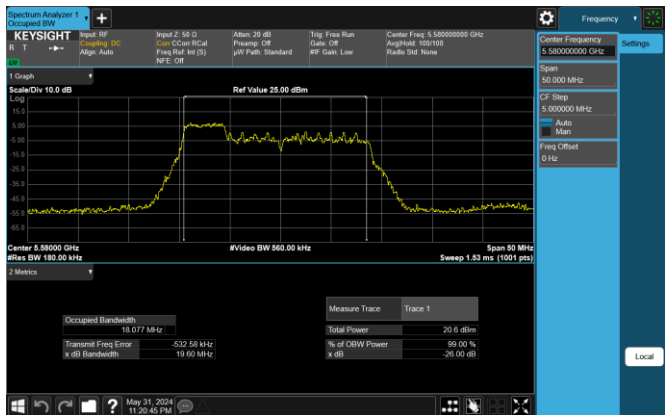 Spectrum Analyzer 1
Occupied BW
+
Frequency
KEYSIGHT
R T
LXI
Input: RF
Coupling: DC
Align: Auto
Input Z: 50 Ω
Corr CCorr RCal
Freq Ref: Int (S)
NFE: Off
Atten: 20 dB
Preamp: Off
µW Path: Standard
Trig: Free Run
Gate: Off
#IF Gain: Low
Center Freq: 5.580000000 GHz
Avg|Hold: 100/100
Radio Std: None
Center Frequency
5.580000000 GHz
Settings
Span
50.000 MHz
CF Step
5.000000 MHz
Auto
Man
Freq Offset
0 Hz
Local
1 Graph
Scale/Div 10.0 dB
Ref Value 25.00 dBm
Log
15.0
5.00
-5.00
-15.0
-25.0
-35.0
-45.0
-55.0
-65.0
Center 5.58000 GHz
#Video BW 560.00 kHz
Span 50 MHz
#Res BW 180.00 kHz
Sweep 1.53 ms (1001 pts)
2 Metrics
Measure Trace
Trace 1
Occupied Bandwidth
18.077 MHz
Total Power
20.6 dBm
Transmit Freq Error
-532.58 kHz
% of OBW Power
99.00 %
x dB Bandwidth
19.60 MHz
x dB
-26.00 dB
?
May 31, 2024
11:20:45 PM